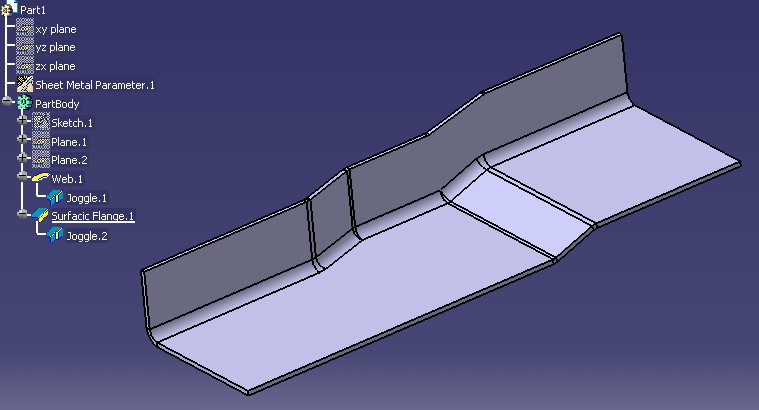 Part1
xy plane
yz plane
zx plane
Sheet Metal Parameter.1
PartBody
Sketch.1
Plane.1
Plane.2
Web.1
Joggle.1
Surfacic Flange.1
Joggle.2